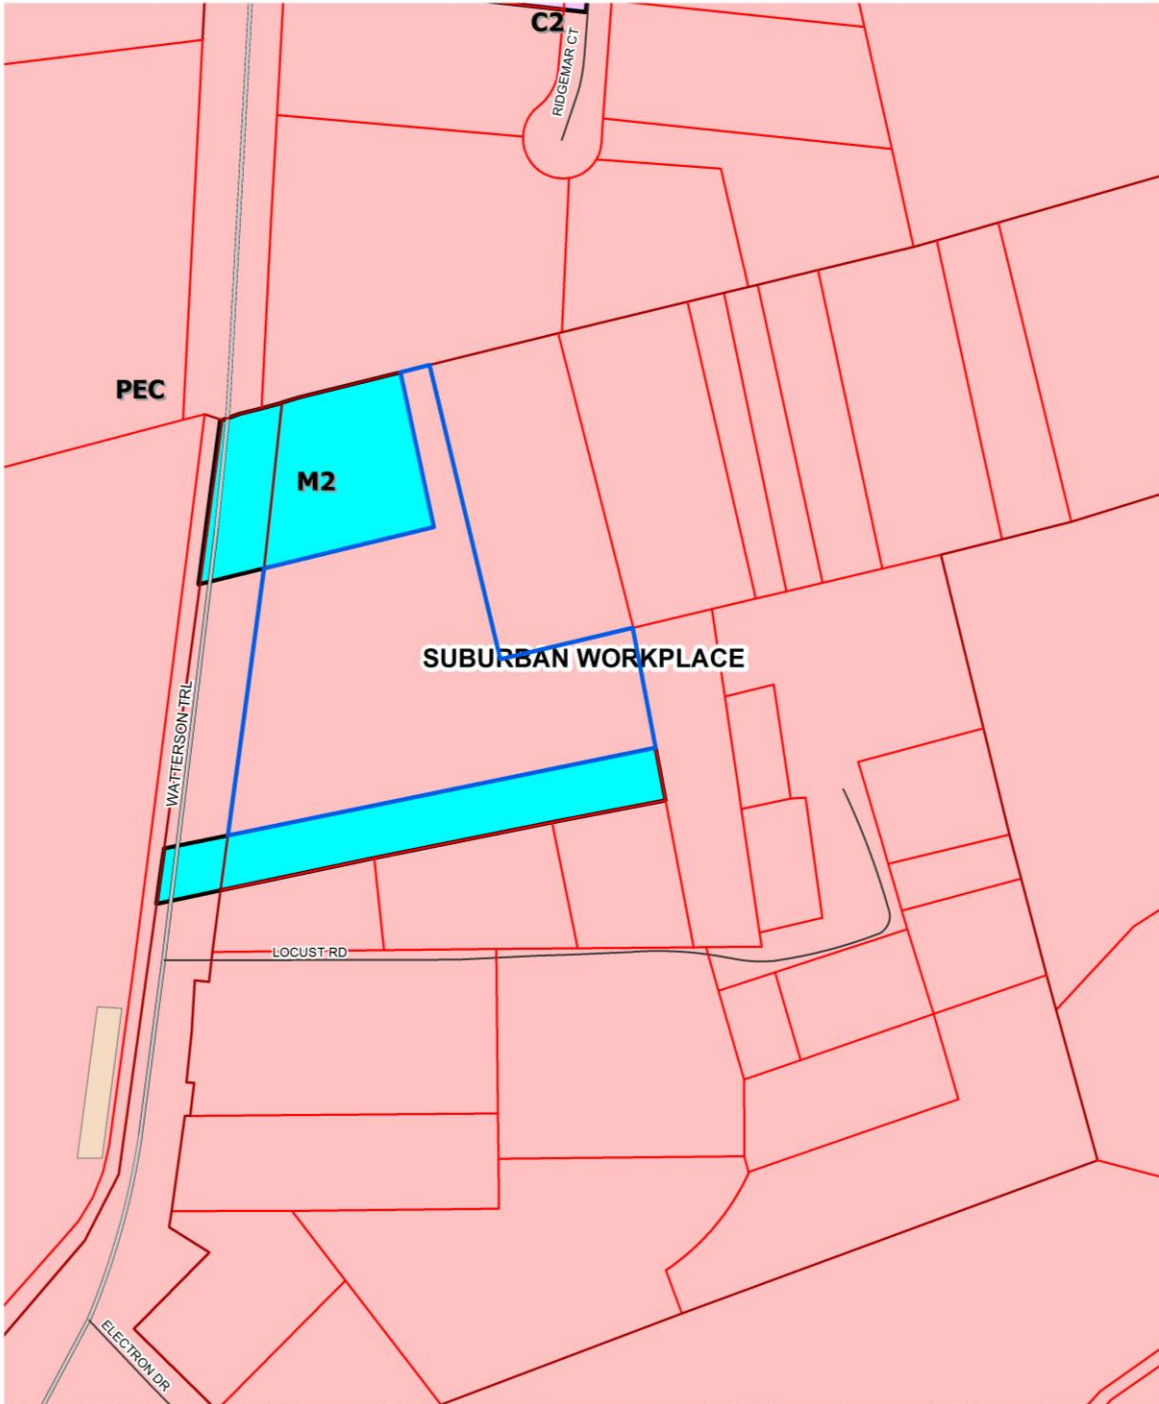 C2
RIDGEMAR CT
PEC
M2
SUBURBAN WORKPLACE
WATTERSON TRL
LOCUST RD
ELECTRON DR